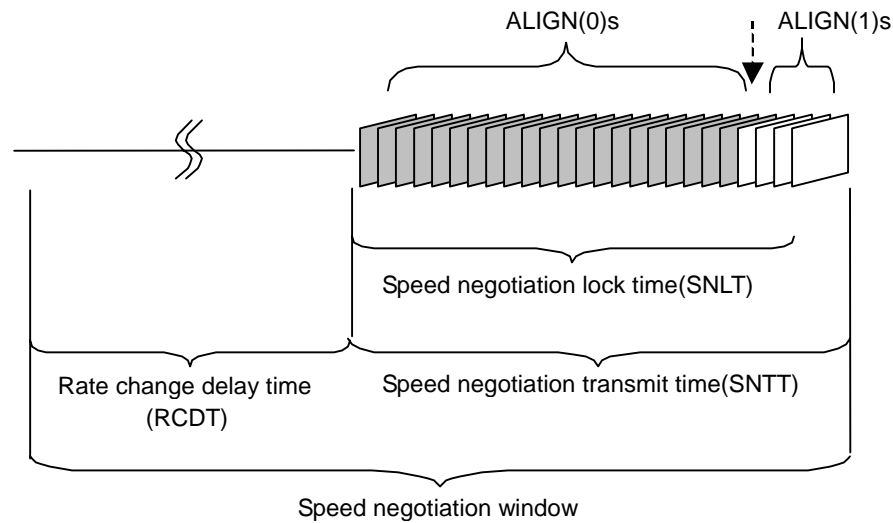 ALIGN(0)s
ALIGN(1)s
Speed negotiation lock time(SNLT)
Rate change delay time
(RCDT)
Speed negotiation transmit time(SNTT)
Speed negotiation window